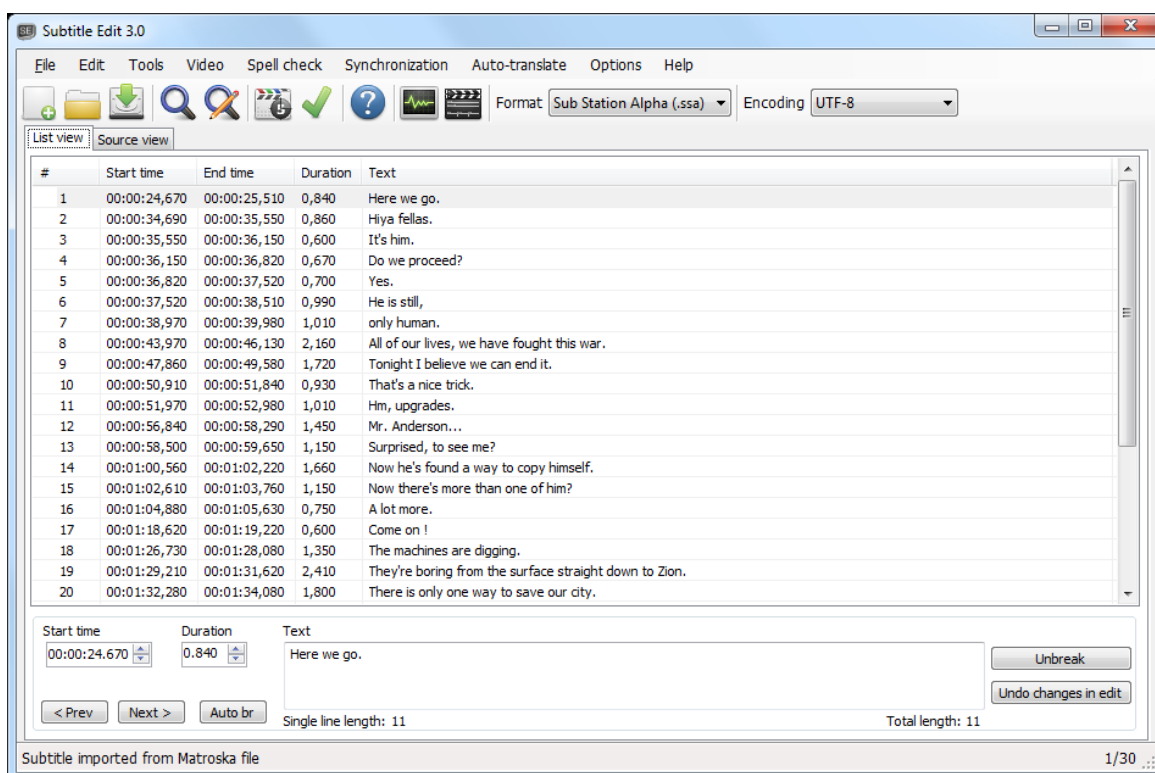 Subtitle Edit 3.0
File Edit Tools Video Spell check Synchronization Auto-translate Options Help
Format Sub Station Alpha (.ssa) Encoding UTF-8
List view Source view
# Start time End time Duration Text
1 00:00:24,670 00:00:25,510 0,840 Here we go.
2 00:00:34,690 00:00:35,550 0,860 Hiya fellas.
3 00:00:35,550 00:00:36,150 0,600 It's him.
4 00:00:36,150 00:00:36,820 0,670 Do we proceed?
5 00:00:36,820 00:00:37,520 0,700 Yes.
6 00:00:37,520 00:00:38,510 0,990 He is still,
7 00:00:38,970 00:00:39,980 1,010 only human.
8 00:00:43,970 00:00:46,130 2,160 All of our lives, we have fought this war.
9 00:00:47,860 00:00:49,580 1,720 Tonight I believe we can end it.
10 00:00:50,910 00:00:51,840 0,930 That's a nice trick.
11 00:00:51,970 00:00:52,980 1,010 Hm, upgrades.
12 00:00:56,840 00:00:58,290 1,450 Mr. Anderson...
13 00:00:58,500 00:00:59,650 1,150 Surprised, to see me?
14 00:01:00,560 00:01:02,220 1,660 Now he's found a way to copy himself.
15 00:01:02,610 00:01:03,760 1,150 Now there's more than one of him?
16 00:01:04,880 00:01:05,630 0,750 A lot more.
17 00:01:18,620 00:01:19,220 0,600 Come on !
18 00:01:26,730 00:01:28,080 1,350 The machines are digging.
19 00:01:29,210 00:01:31,620 2,410 They're boring from the surface straight down to Zion.
20 00:01:32,280 00:01:34,080 1,800 There is only one way to save our city.
Start time Duration Text
00:00:24.670 0.840 Here we go.
Unbreak
Undo changes in edit
< Prev Next > Auto br
Single line length: 11 Total length: 11
Subtitle imported from Matroska file 1/30